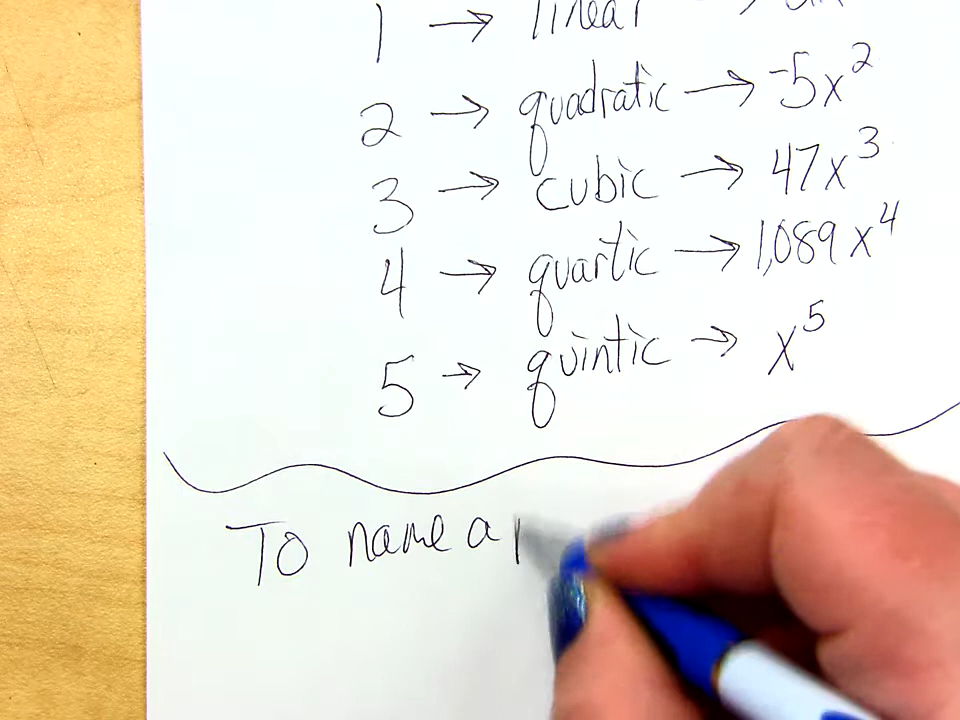 1 → linear →
2 → quadratic → -5x²
3 → cubic → 47x³
4 → quartic → 1,089x⁴
5 → quintic → x⁵
To name a